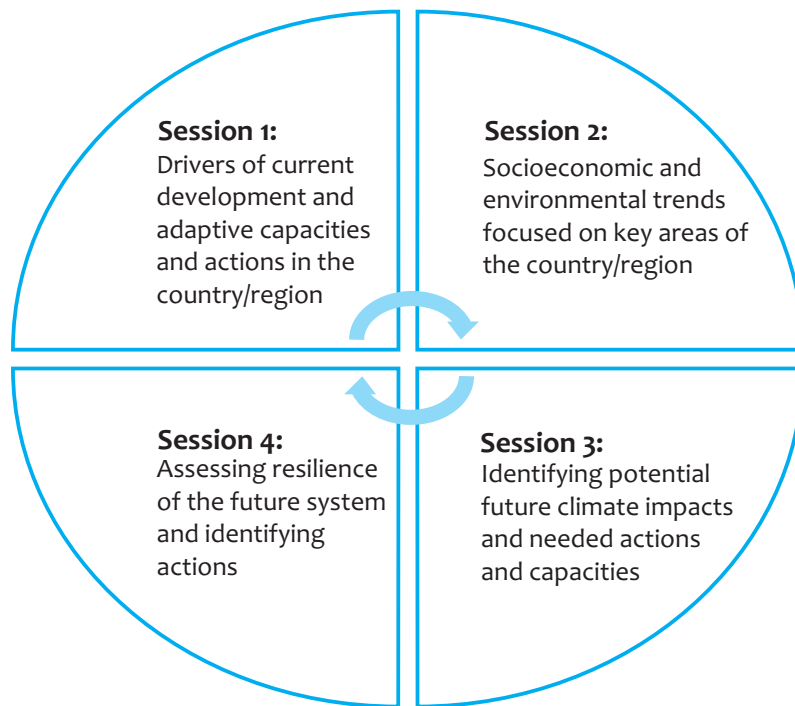 Session 1:
Drivers of current
development and
adaptive capacities
and actions in the
country/region
Session 2:
Socioeconomic and
environmental trends
focused on key areas of
the country/region
Session 3:
Identifying potential
future climate impacts
and needed actions
and capacities
Session 4:
Assessing resilience
of the future system
and identifying
actions